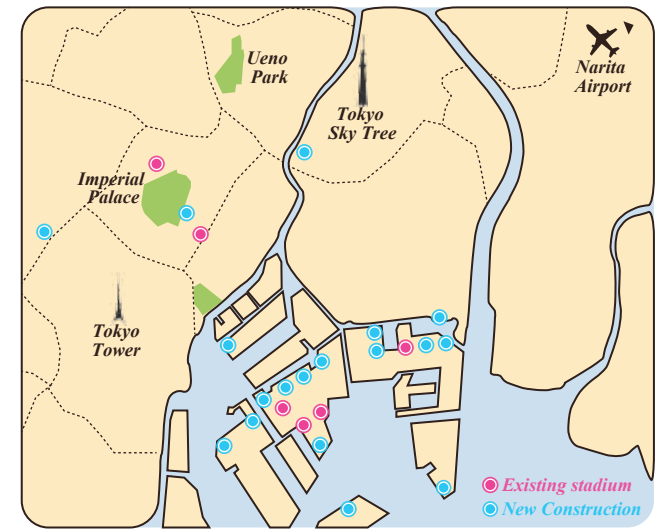 Ueno
Park
Tokyo
Sky Tree
Narita
Airport
Imperial
Palace
Tokyo
Tower
Existing stadium
New Construction